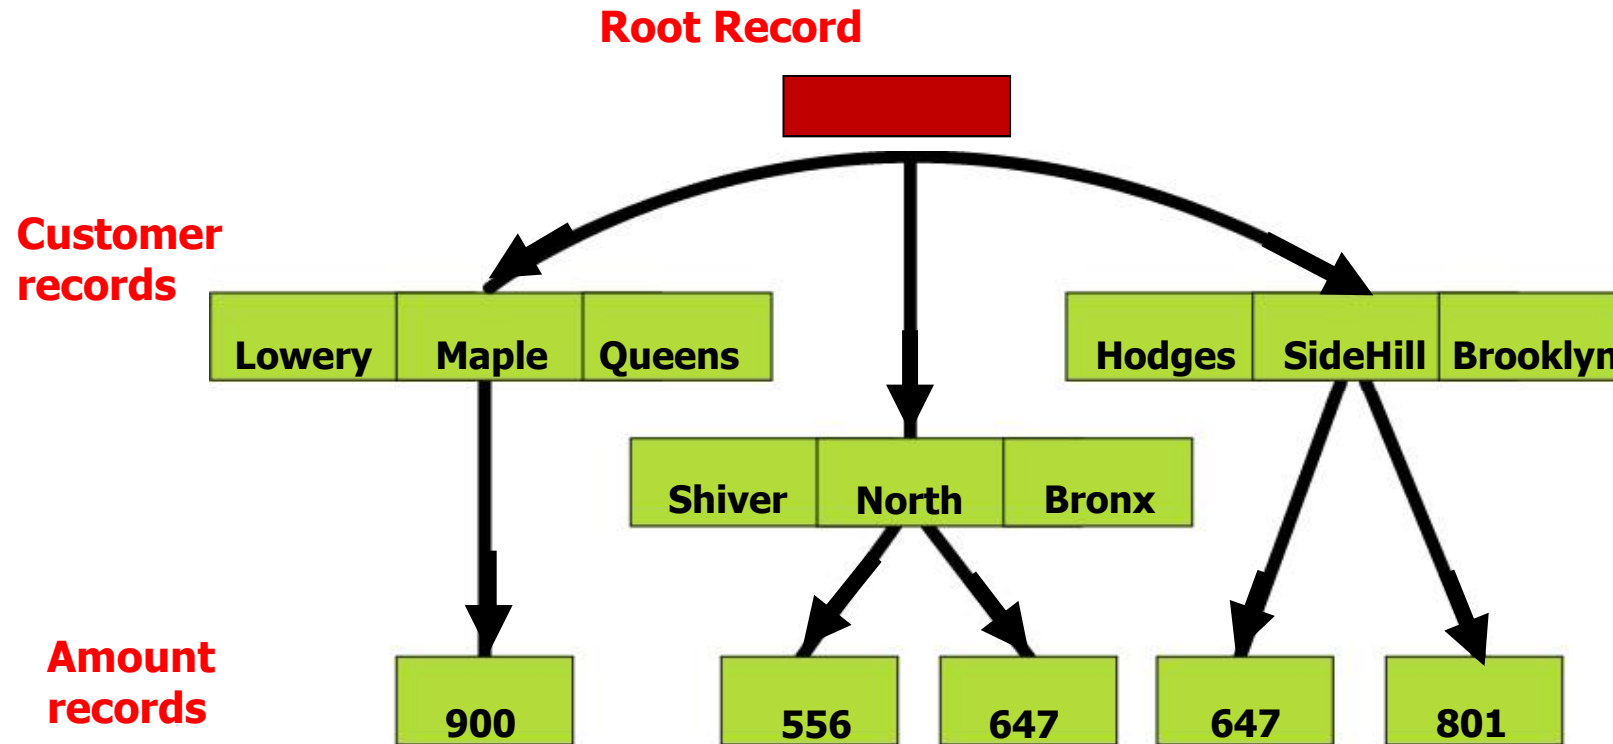 Root Record
Customer
records
Lowery Maple Queens
Hodges SideHill Brooklyn
Shiver North Bronx
Amount
records
900 556 647 647 801